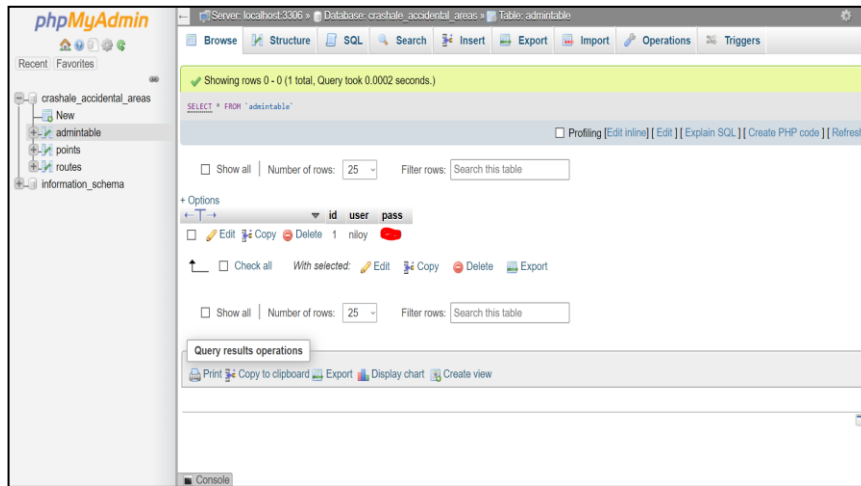 phpMyAdmin
Recent Favorites
crashale_accidental_areas
New
admintable
points
routes
information_schema
Server: localhost:3306 » Database: crashale_accidental_areas » Table: admintable
Browse Structure SQL Search Insert Export Import Operations Triggers
Showing rows 0 - 0 (1 total, Query took 0.0002 seconds.)
SELECT * FROM `admintable`
Profiling [Edit inline] [ Edit ] [ Explain SQL ] [ Create PHP code ] [ Refresh
Show all Number of rows: 25 Filter rows: Search this table
+ Options
←T→ id user pass
Edit Copy Delete 1 niloy
Check all With selected: Edit Copy Delete Export
Show all Number of rows: 25 Filter rows: Search this table
Query results operations
Print Copy to clipboard Export Display chart Create view
Console